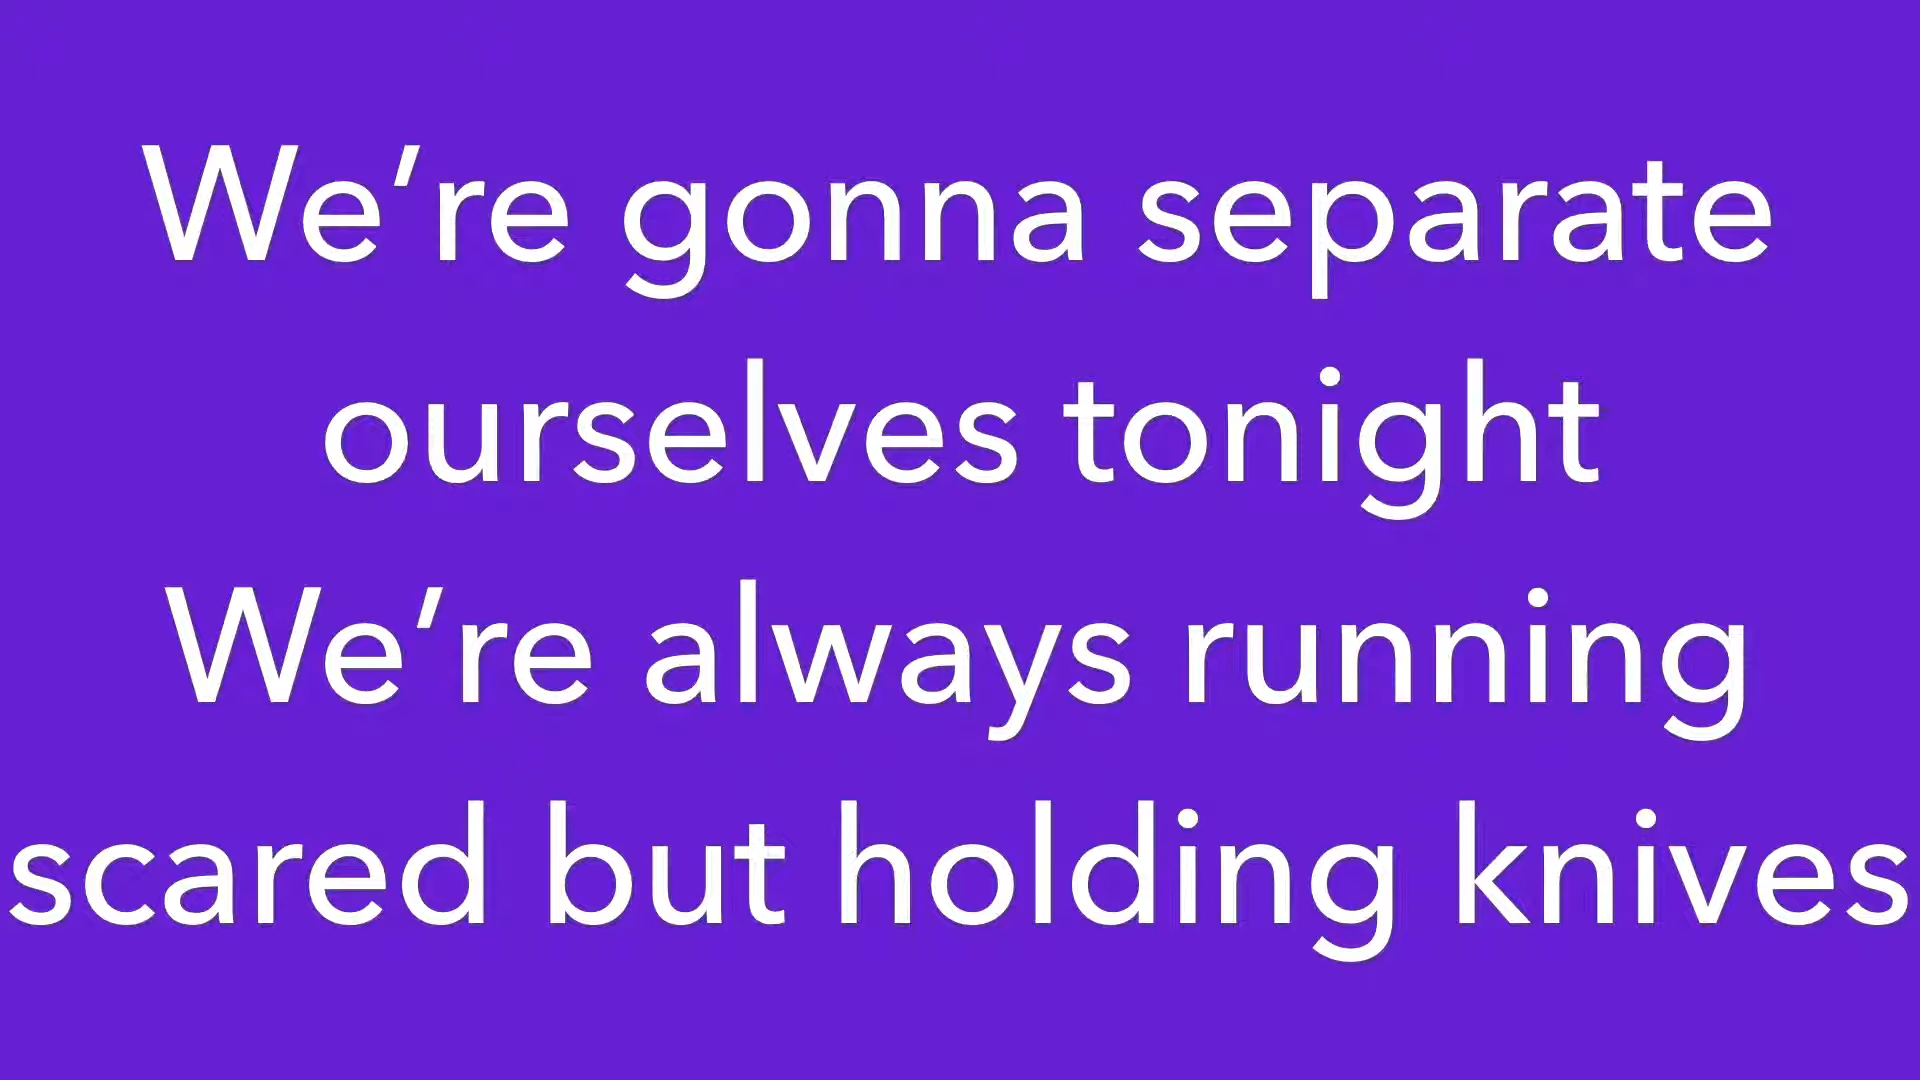 We’re gonna separate
ourselves tonight
We’re always running
scared but holding knives